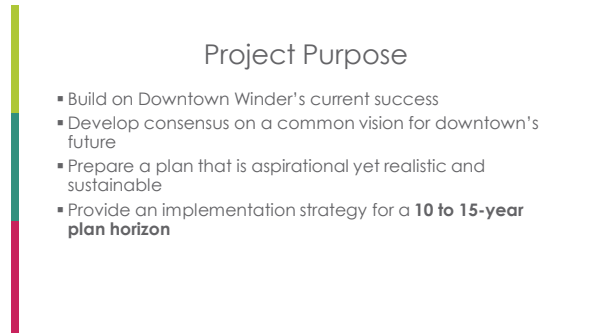 Project Purpose
▪ Build on Downtown Winder’s current success
▪ Develop consensus on a common vision for downtown’s
future
▪ Prepare a plan that is aspirational yet realistic and
sustainable
▪ Provide an implementation strategy for a 10 to 15-year
plan horizon